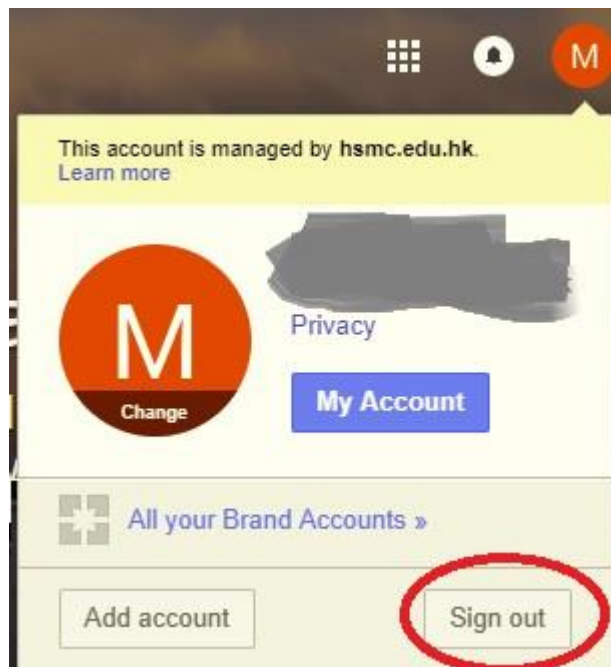 M
This account is managed by hsmc.edu.hk.
Learn more
M
Change
Privacy
My Account
All your Brand Accounts »
Add account
Sign out